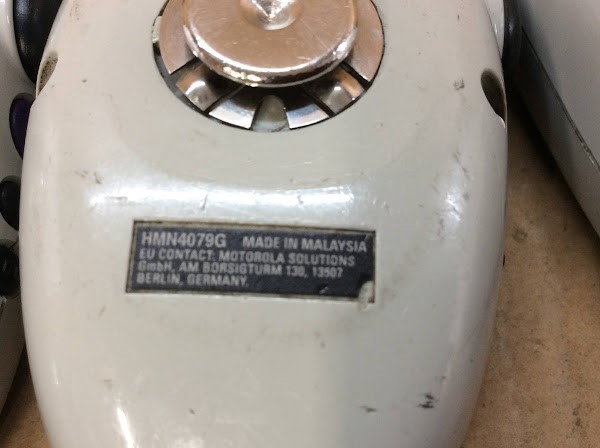 HMN4079G MADE IN MALAYSIA
EU CONTACT: MOTOROLA SOLUTIONS
GmbH, AM BORSIGTURM 130, 13507
BERLIN, GERMANY.